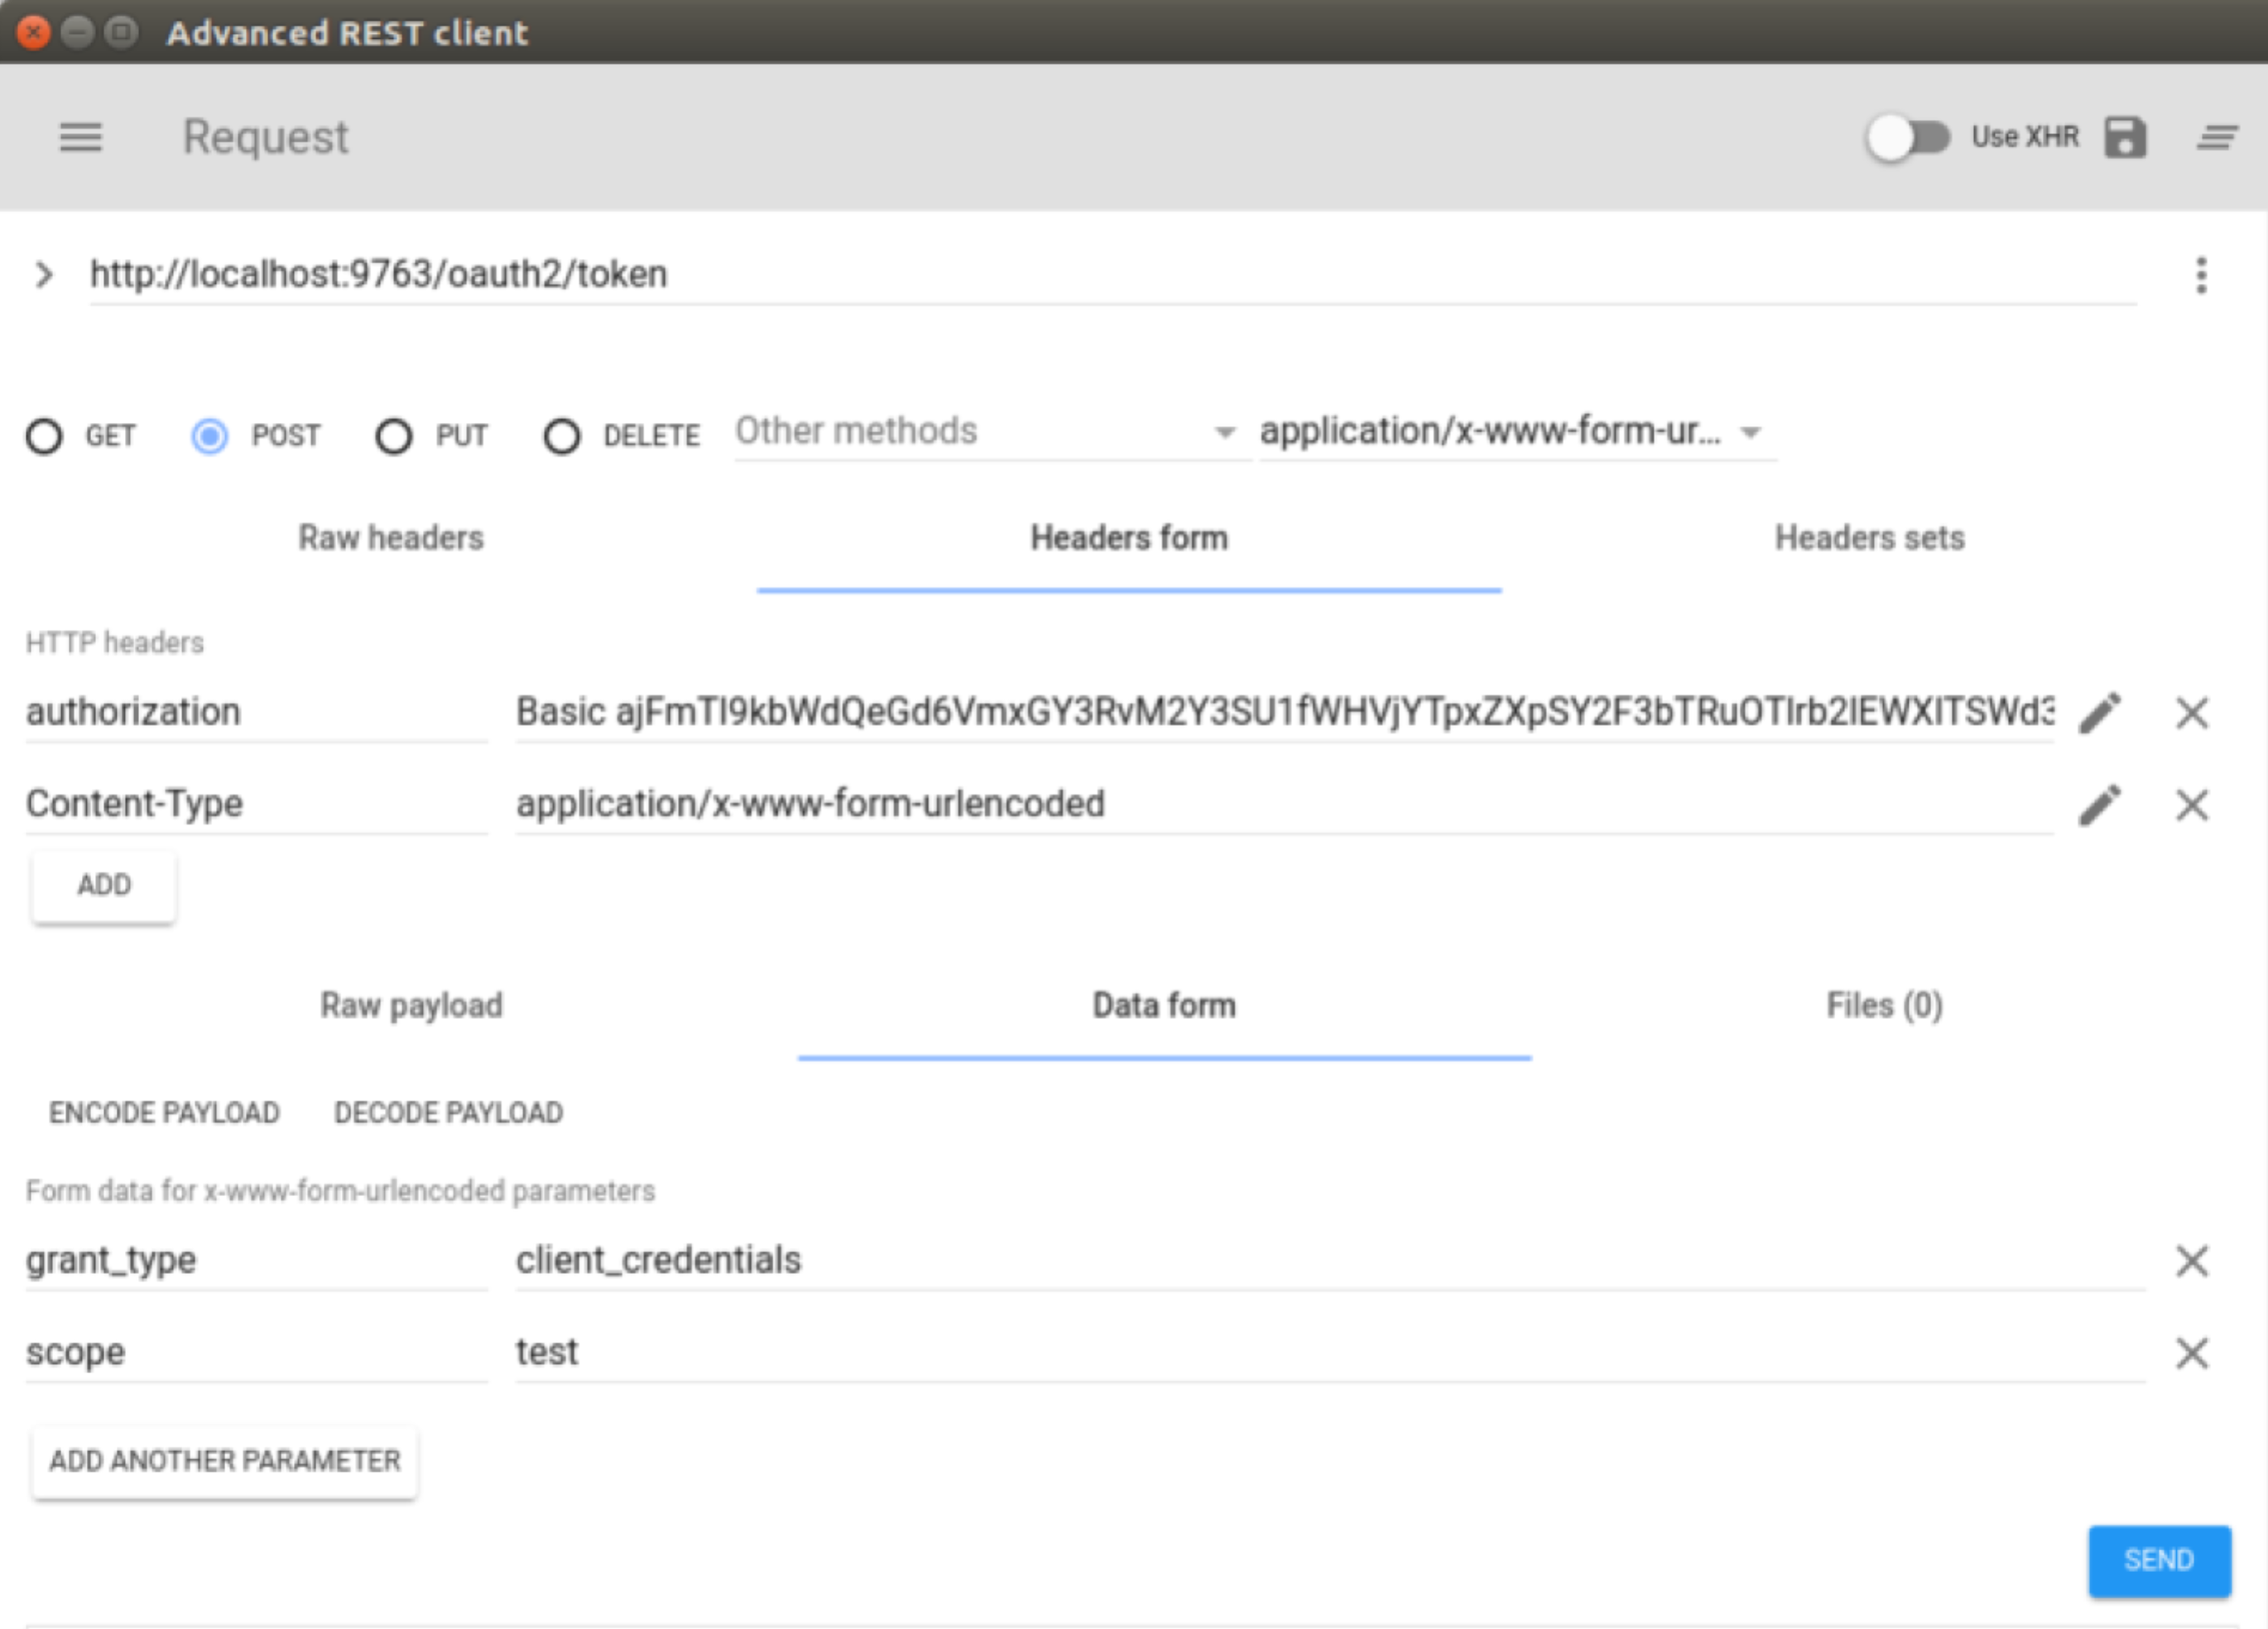 Advanced REST client
Request
Use XHR
http://localhost:9763/oauth2/token
GET POST PUT DELETE Other methods application/x-www-form-ur...
Raw headers Headers form Headers sets
HTTP headers
authorization Basic ajFmTl9kbWdQeGd6VmxGY3RvM2Y3SU1fWHVjYTpxZXpSY2F3bTRuOTlrb2lEWXlTSWd3
Content-Type application/x-www-form-urlencoded
ADD
Raw payload Data form Files (0)
ENCODE PAYLOAD DECODE PAYLOAD
Form data for x-www-form-urlencoded parameters
grant_type client_credentials
scope test
ADD ANOTHER PARAMETER
SEND